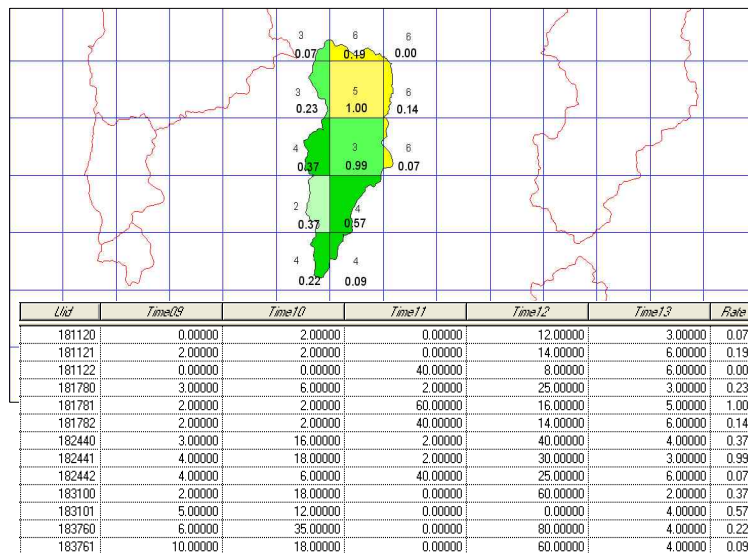 3 6 6
0.07 0.19 0.00
3 5 6
0.23 1.00 0.14
4 3 6
0.37 0.99 0.07
2 4
0.37 0.57
4 4
0.22 0.09
Uid Time09 Time10 Time11 Time12 Time13 Rate
181120 0.00000 2.00000 0.00000 12.00000 3.00000 0.07
181121 2.00000 2.00000 0.00000 14.00000 6.00000 0.19
181122 0.00000 0.00000 40.00000 8.00000 6.00000 0.00
181780 3.00000 6.00000 2.00000 25.00000 3.00000 0.23
181781 2.00000 2.00000 60.00000 16.00000 5.00000 1.00
181782 2.00000 2.00000 40.00000 14.00000 6.00000 0.14
182440 3.00000 16.00000 2.00000 40.00000 4.00000 0.37
182441 4.00000 18.00000 2.00000 30.00000 3.00000 0.99
182442 4.00000 6.00000 40.00000 25.00000 6.00000 0.07
183100 2.00000 18.00000 0.00000 60.00000 2.00000 0.37
183101 5.00000 12.00000 0.00000 0.00000 4.00000 0.57
183760 6.00000 35.00000 0.00000 80.00000 4.00000 0.22
183761 10.00000 18.00000 0.00000 60.00000 4.00000 0.09